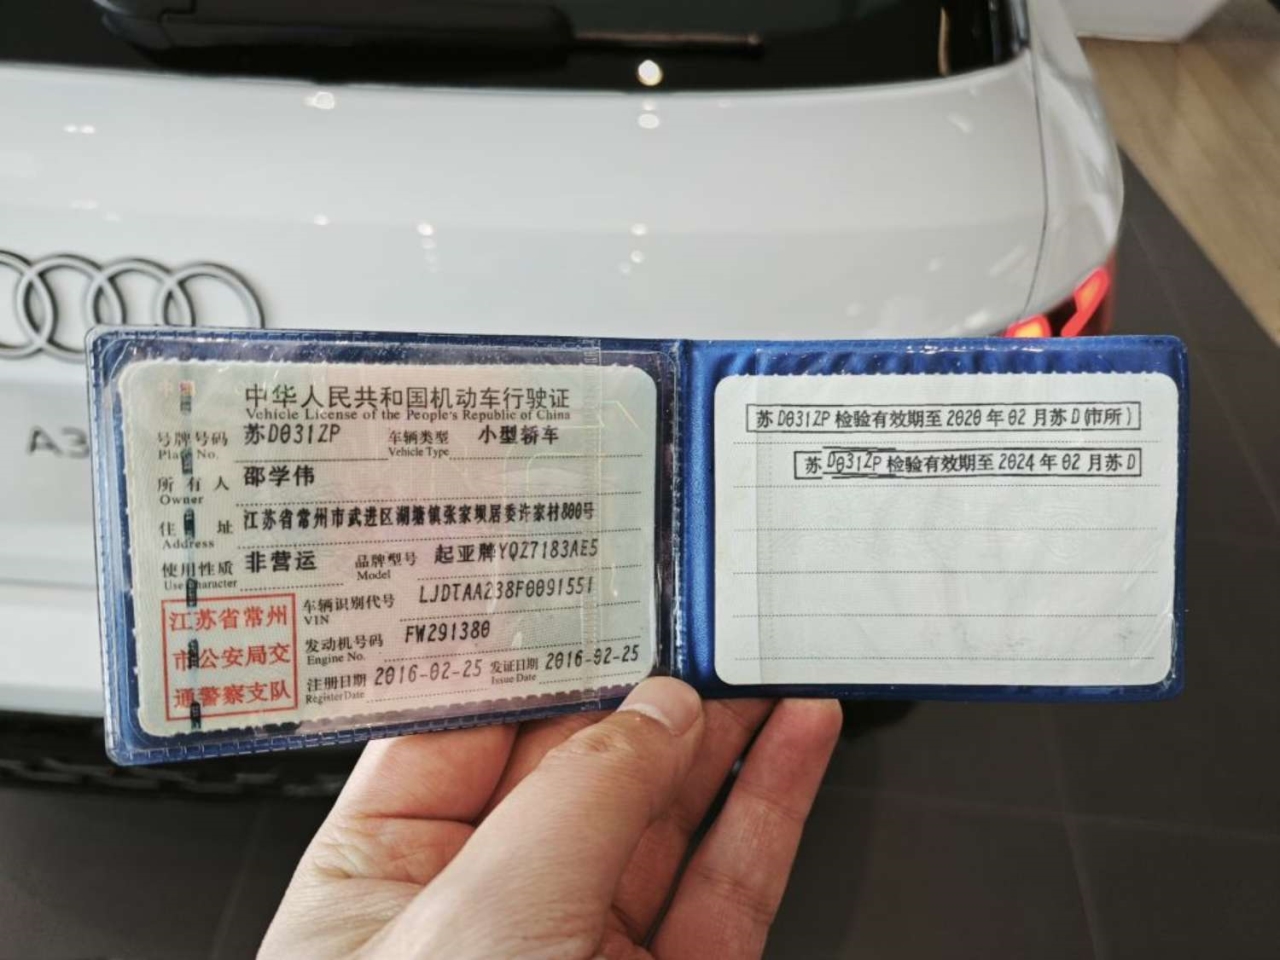 A3
中华人民共和国机动车行驶证
Vehicle License of the People's Republic of China
号牌号码 苏D031ZP 车辆类型 小型轿车
Plate No. Vehicle Type
所有人 邵学伟
Owner
住址 江苏省常州市武进区湖塘镇张家坝居委许家村800号
Address
使用性质 非营运 品牌型号 起亚牌YQZ7183AE5
Use Character Model
江苏省常州
市公安局交
通警察支队
车辆识别代号 LJDTAA238F0091551
VIN
发动机号码 FW291380
Engine No.
注册日期 2016-02-25 发证日期 2016-02-25
Register Date Issue Date
苏D031ZP检验有效期至2020年02月苏D(市所)
苏D031ZP检验有效期至2024年02月苏D